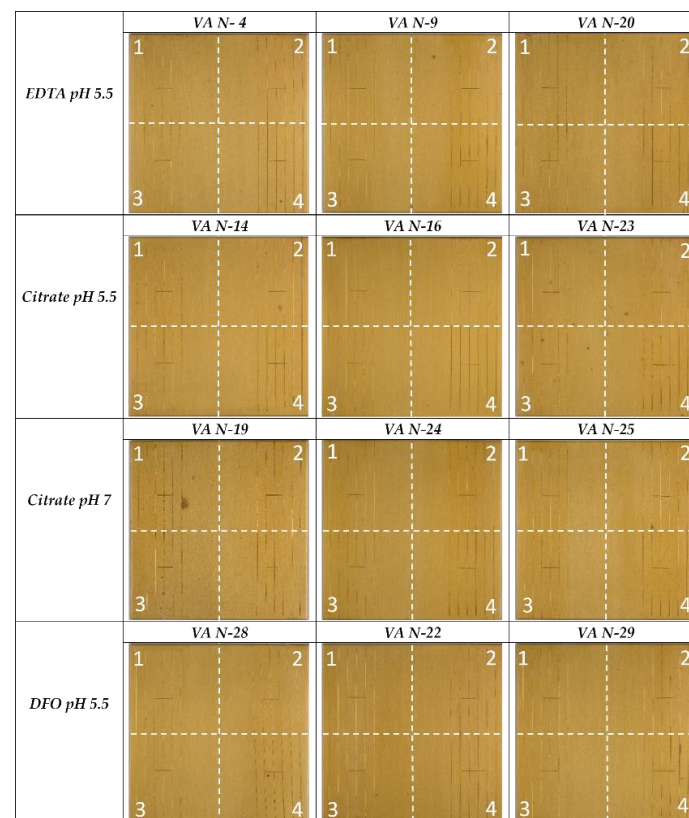 VA N- 4 VA N-9 VA N-20
EDTA pH 5.5
1 2 1 2 1 2
3 4 3 4 3 4
VA N-14 VA N-16 VA N-23
Citrate pH 5.5
1 2 1 2 1 2
3 4 3 4 3 4
VA N-19 VA N-24 VA N-25
Citrate pH 7
1 2 1 2 1 2
3 3 4 3 4
VA N-28 VA N-22 VA N-29
DFO pH 5.5
1 2 1 2 1 2
3 4 3 4 3 4